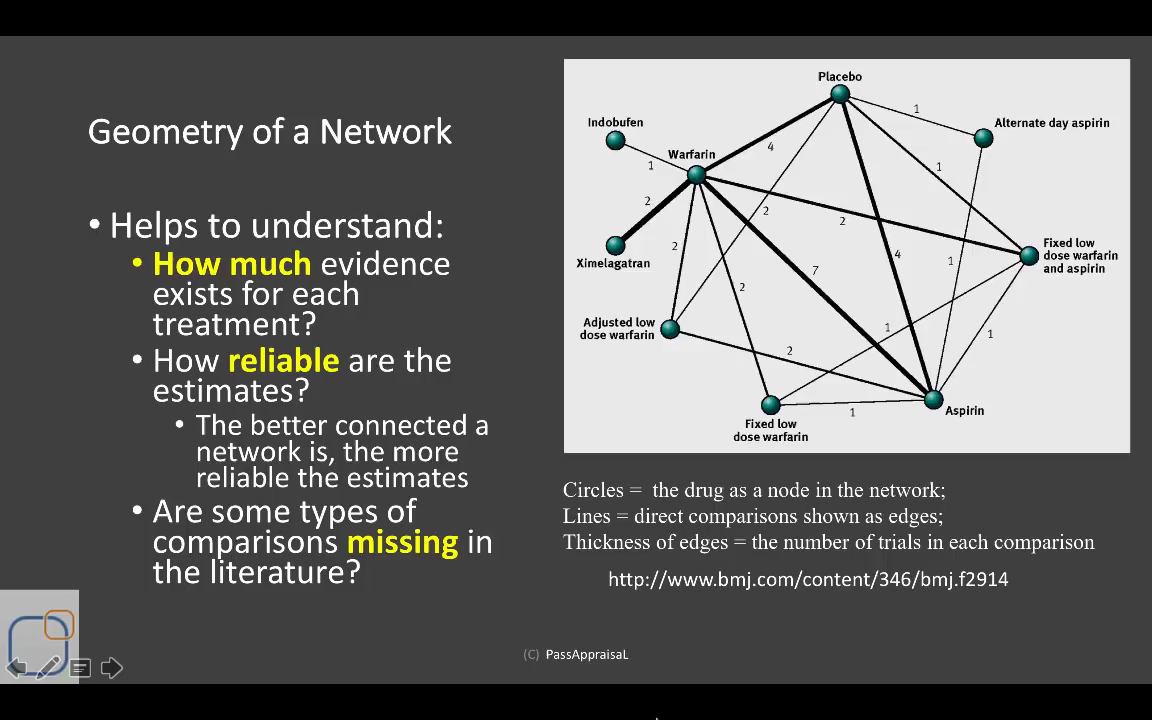 Geometry of a Network
• Helps to understand:
• How much evidence
exists for each
treatment?
• How reliable are the
estimates?
• The better connected a
network is, the more
reliable the estimates
• Are some types of
comparisons missing in
the literature?
Placebo
1
Alternate day aspirin
Indobufen
Warfarin
4
1
1
2
2
2
Fixed low
dose warfarin
and aspirin
Ximelagatran
2
4
1
7
2
Adjusted low
dose warfarin
1
1
2
Aspirin
1
Fixed low
dose warfarin
Circles = the drug as a node in the network;
Lines = direct comparisons shown as edges;
Thickness of edges = the number of trials in each comparison
http://www.bmj.com/content/346/bmj.f2914
(C) PassAppraisaL